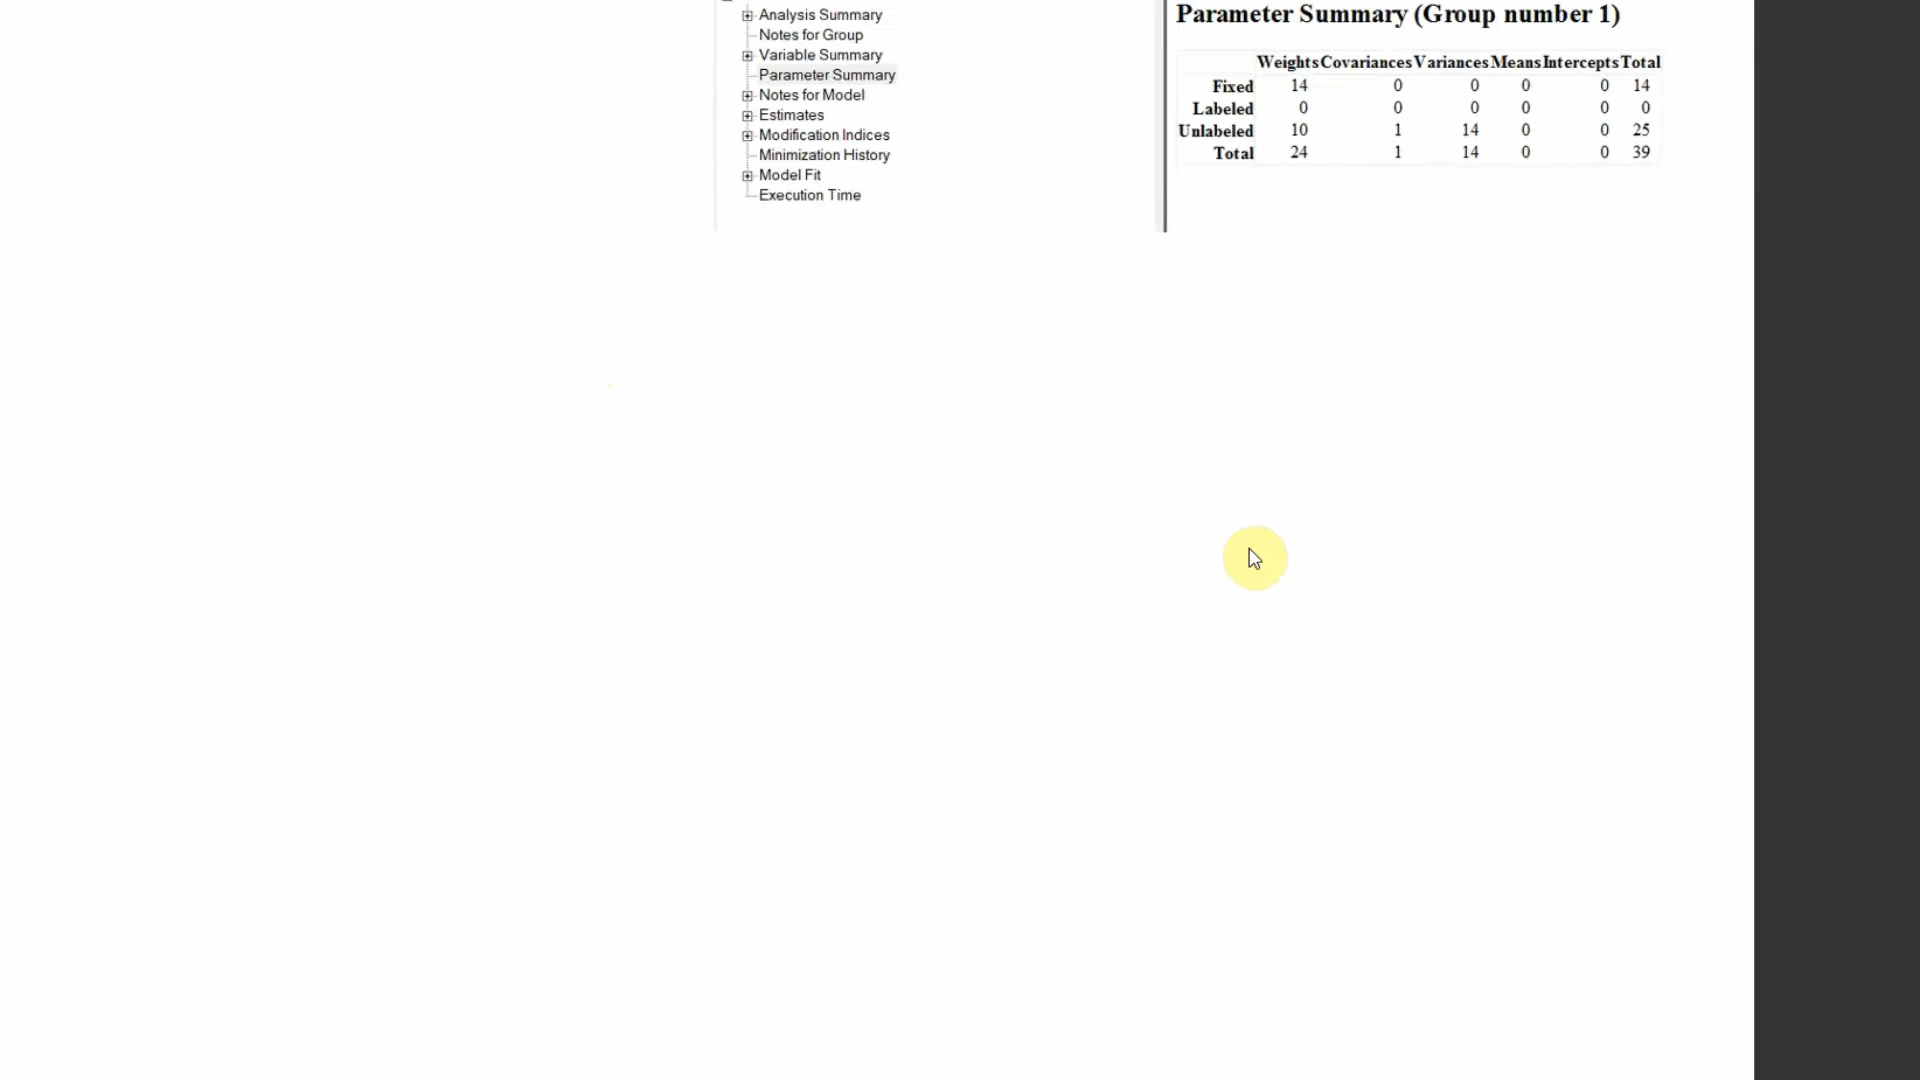 Analysis Summary
Notes for Group
Variable Summary
Parameter Summary
Notes for Model
Estimates
Modification Indices
Minimization History
Model Fit
Execution Time
Parameter Summary (Group number 1)
Weights Covariances Variances Means Intercepts Total
Fixed 14 0 0 0 0 14
Labeled 0 0 0 0 0 0
Unlabeled 10 1 14 0 0 25
Total 24 1 14 0 0 39